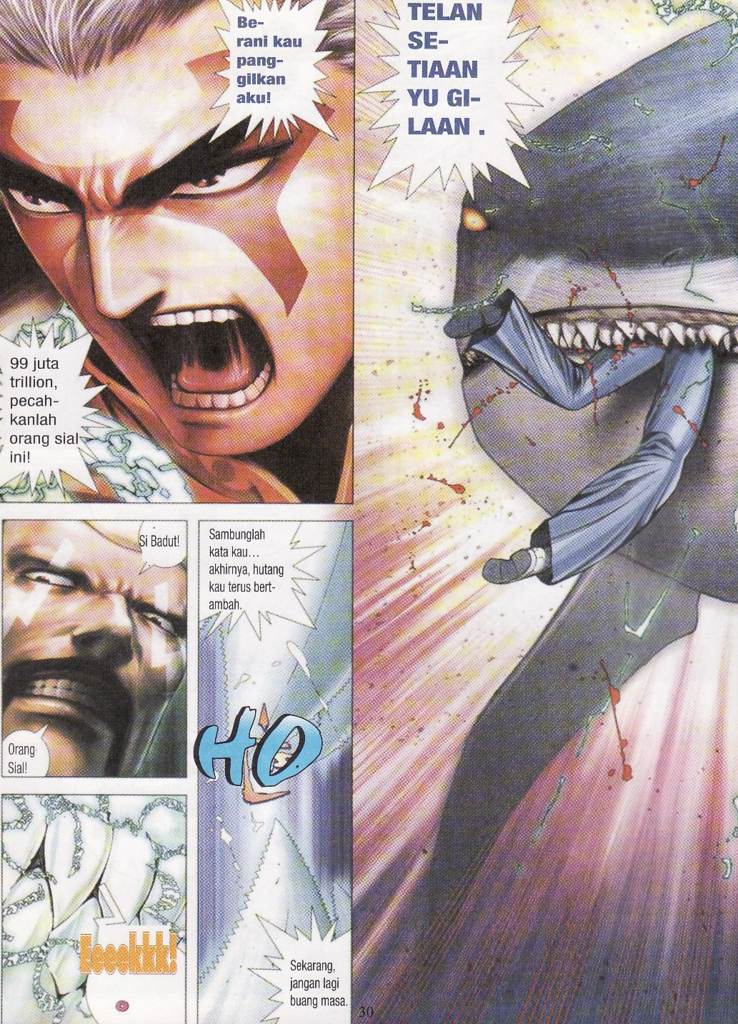 Be-
rani kau
pang-
gilkan
aku!
TELAN
SE-
TIAAN
YU GI-
LAAN .
99 juta
trillion,
pecah-
kanlah
orang sial
ini!
Si Badut!
Orang
Sial!
Sambunglah
kata kau...
akhirnya, hutang
kau terus bert-
ambah.
HO
Eeeekkk!
Sekarang,
jangan lagi
buang masa.
30